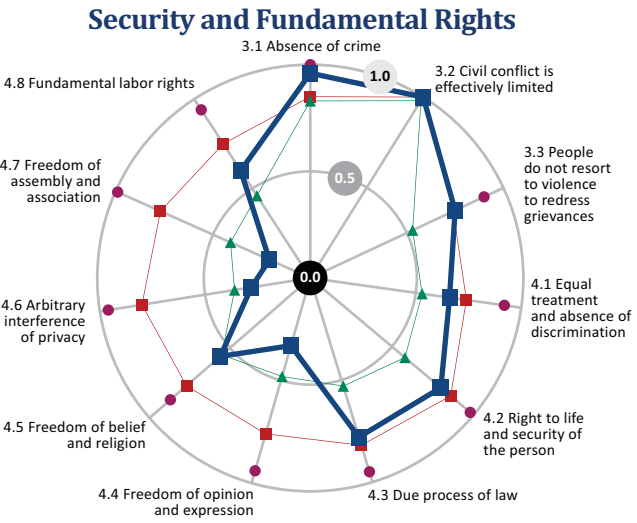 Security and Fundamental Rights
3.1 Absence of crime
1.0
3.2 Civil conflict is
effectively limited
4.8 Fundamental labor rights
0.5
3.3 People
do not resort
to violence
to redress
grievances
4.7 Freedom of
assembly and
association
0.0
4.1 Equal
treatment
and absence of
discrimination
4.6 Arbitrary
interference
of privacy
4.2 Right to life
and security of
the person
4.5 Freedom of belief
and religion
4.4 Freedom of opinion
and expression
4.3 Due process of law